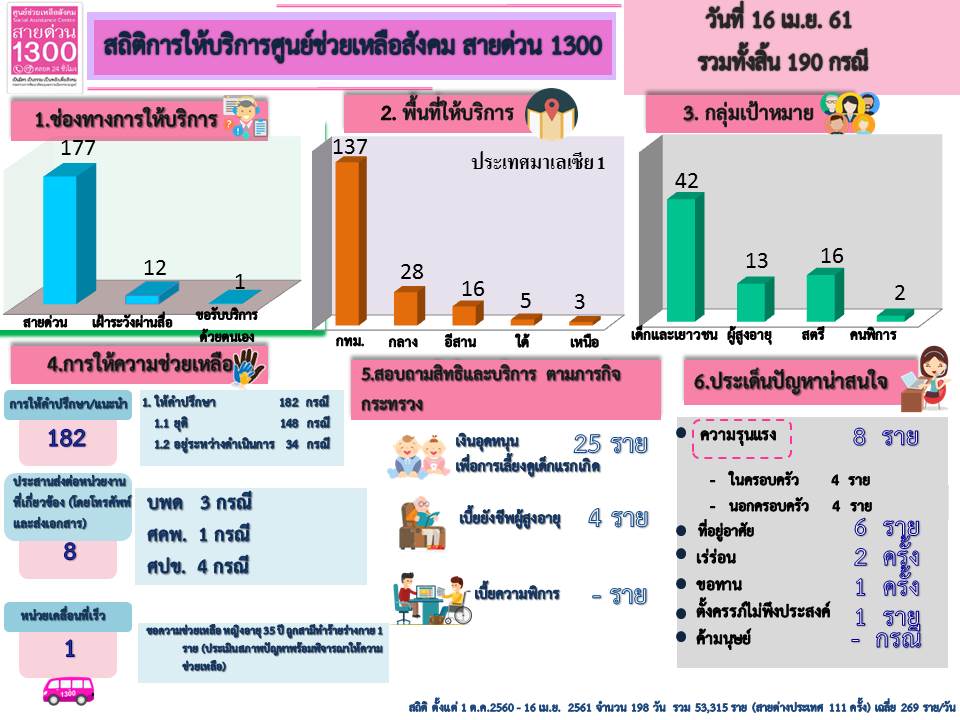 ศูนย์ช่วยเหลือสังคม
Social Assistance Center
สายด่วน
1300
ตลอด 24 ชั่วโมง
สถิติการให้บริการศูนย์ช่วยเหลือสังคม สายด่วน 1300
วันที่ 16 เม.ย. 61
รวมทั้งสิ้น 190 กรณี
1.ช่องทางการให้บริการ
177
12
1
สายด่วน
เฝ้าระวังผ่านสื่อ
ขอรับบริการ
ด้วยตนเอง
2. พื้นที่ให้บริการ
ประเทศมาเลเซีย 1
137
28
16
5
3
กทม.
กลาง
อีสาน
ใต้
เหนือ
3. กลุ่มเป้าหมาย
42
13
16
2
เด็กและเยาวชน
ผู้สูงอายุ
สตรี
คนพิการ
4.การให้ความช่วยเหลือ
การให้คำปรึกษา/แนะนำ
182
1. ให้คำปรึกษา 182 กรณี
1.1 ยุติ 148 กรณี
1.2 อยู่ระหว่างดำเนินการ 34 กรณี
ประสานส่งต่อหน่วยงาน
ที่เกี่ยวข้อง (โดยโทรศัพท์
และส่งเอกสาร)
8
บพด 3 กรณี
ศคพ. 1 กรณี
ศปข. 4 กรณี
หน่วยเคลื่อนที่เร็ว
1
1300
ขอความช่วยเหลือ หญิงอายุ 35 ปี ถูกสามีทำร้ายร่างกาย 1
ราย (ประเมินสภาพปัญหาพร้อมพิจารณาให้ความ
ช่วยเหลือ)
5.สอบถามสิทธิและบริการ ตามภารกิจ
กระทรวง
เงินอุดหนุน 25 ราย
เพื่อการเลี้ยงดูเด็กแรกเกิด
เบี้ยยังชีพผู้สูงอายุ 4 ราย
เบี้ยความพิการ - ราย
6.ประเด็นปัญหาน่าสนใจ
ความรุนแรง 8 ราย
- ในครอบครัว 4 ราย
- นอกครอบครัว 4 ราย
ที่อยู่อาศัย 6 ราย
เร่ร่อน 2 ครั้ง
ขอทาน 1 ครั้ง
ตั้งครรภ์ไม่พึงประสงค์ 1 ราย
ค้ามนุษย์ - กรณี
สถิติ ตั้งแต่ 1 ต.ค.2560 - 16 เม.ย. 2561 จำนวน 198 วัน รวม 53,315 ราย (สายต่างประเทศ 111 ครั้ง) เฉลี่ย 269 ราย/วัน